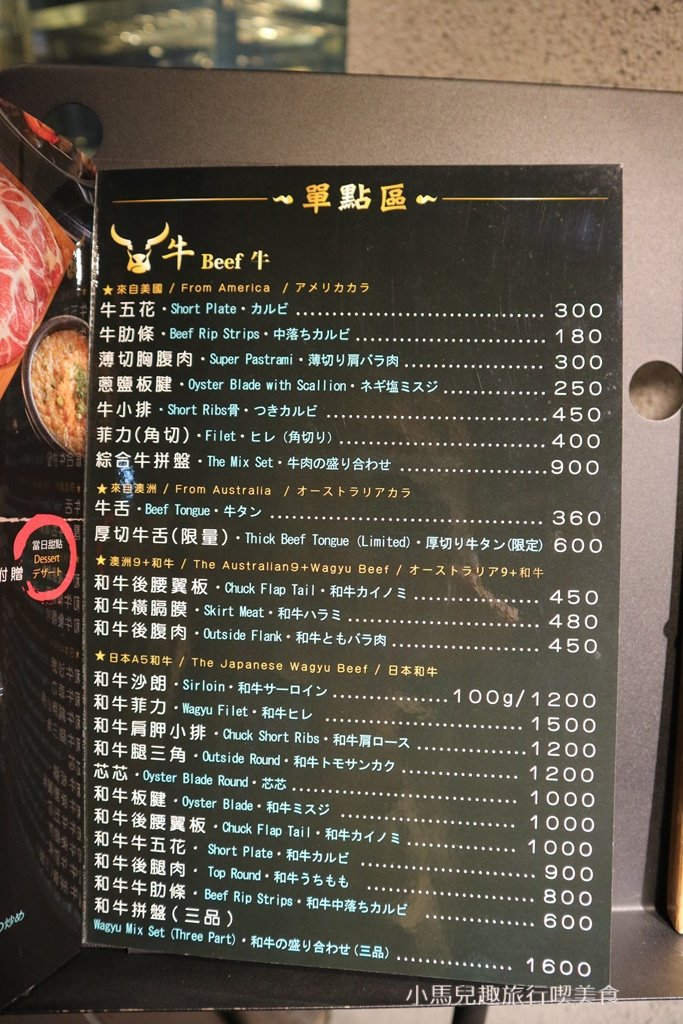 單點區
牛 Beef 牛
★來自美國 / From America / アメリカカラ
牛五花・Short Plate・カルビ 300
牛肋條・Beef Rip Strips・中落ちカルビ 180
薄切胸腹肉・Super Pastrami・薄切り肩バラ肉 300
蔥鹽板腱・Oyster Blade with Scallion・ネギ塩ミスジ 250
牛小排・Short Ribs骨・つきカルビ 450
菲力(角切)・Filet・ヒレ (角切り) 400
綜合牛拼盤・The Mix Set・牛肉の盛り合わせ 900
★來自澳洲 / From Australia / オーストラリアカラ
牛舌・Beef Tongue・牛タン 360
厚切牛舌(限量)・Thick Beef Tongue (Limited)・厚切り牛タン(限定) 600
★澳洲9+和牛 / The Australian9+Wagyu Beef / オーストラリア9+和牛
和牛後腰翼板・Chuck Flap Tail・和牛カイノミ 450
和牛橫膈膜・Skirt Meat・和牛ハラミ 480
和牛後腹肉・Outside Flank・和牛ともバラ肉 450
★日本A5和牛 / The Japanese Wagyu Beef / 日本和牛
和牛沙朗・Sirloin・和牛サーロイン 100g/1200
和牛菲力・Wagyu Filet・和牛ヒレ 1500
和牛肩胛小排・Chuck Short Ribs・和牛肩ロース 1200
和牛腿三角・Outside Round・和牛トモサンカク 1200
芯芯・Oyster Blade Round・芯芯 1000
和牛板腱・Oyster Blade・和牛ミスジ 1000
和牛後腰翼板・Chuck Flap Tail・和牛カイノミ 1000
和牛牛五花・Short Plate・和牛カルビ 900
和牛後腿肉・Top Round・和牛うちもも 800
和牛牛肋條・Beef Rip Strips・和牛中落ちカルビ 600
和牛拼盤(三品)
Wagyu Mix Set (Three Part)・和牛の盛り合わせ(三品) 1600
當日甜點
Dessert
デザート
付贈
小馬兒趣旅行喫美食